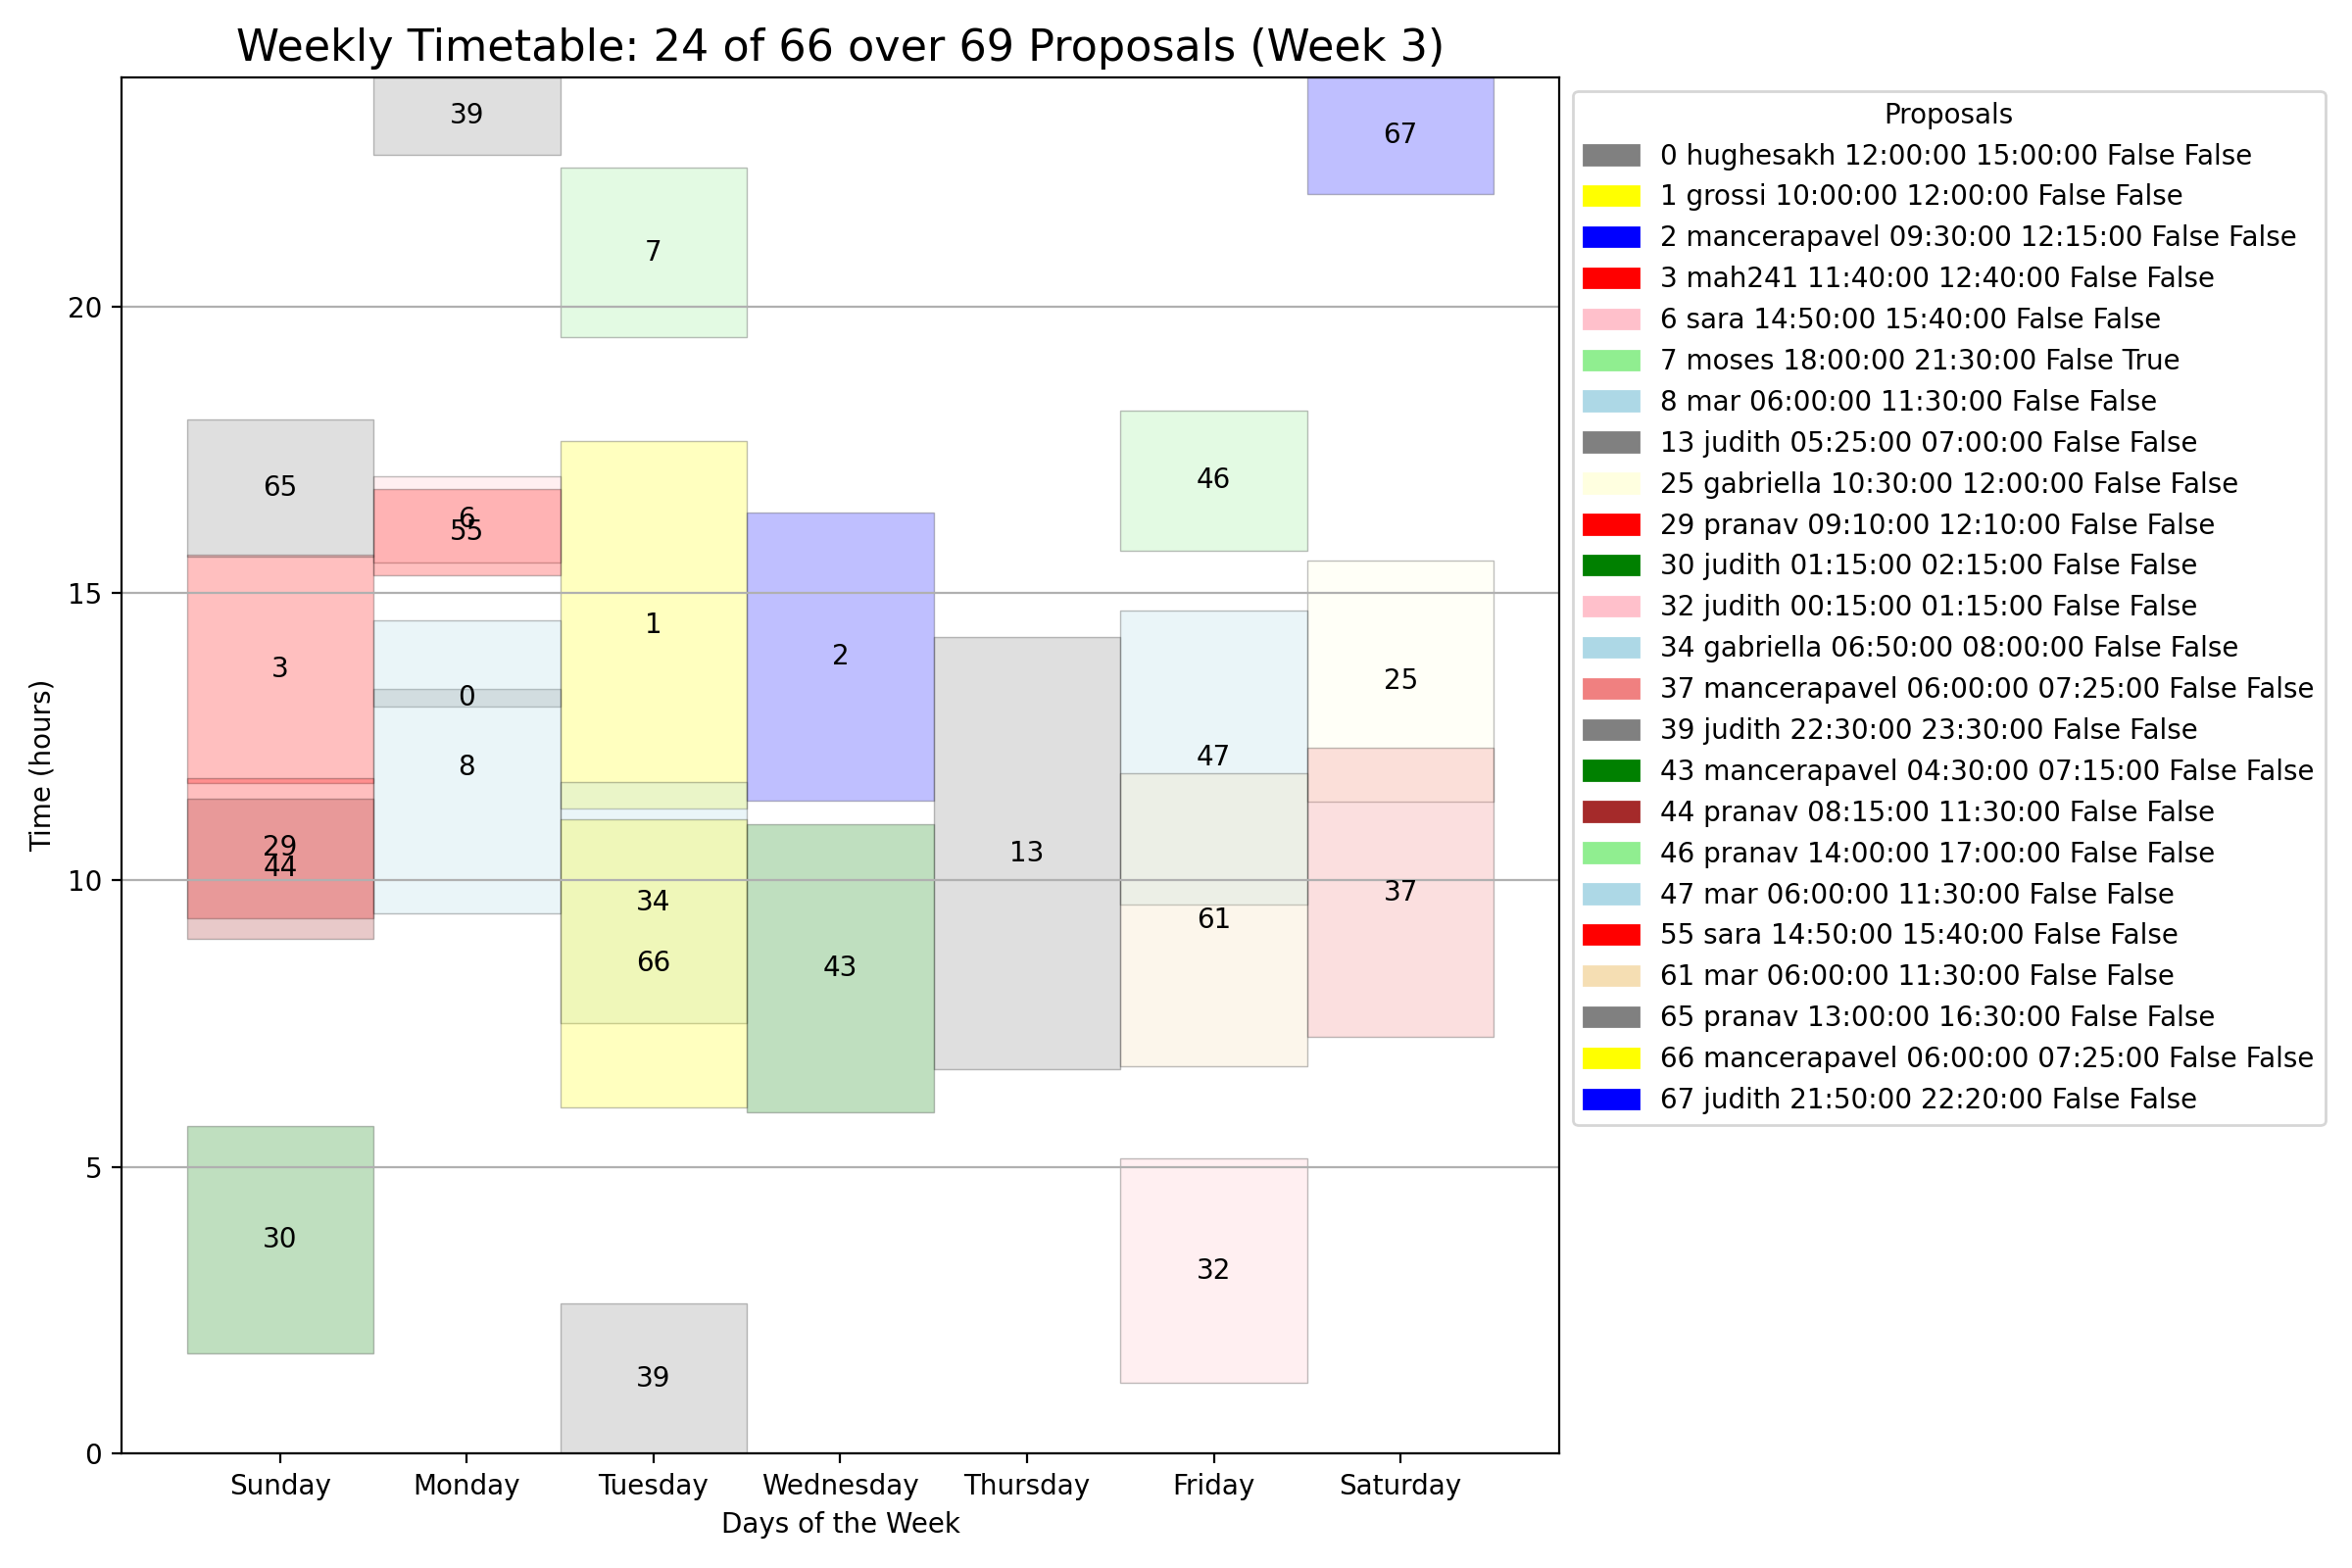 Weekly Timetable: 24 of 66 over 69 Proposals (Week 3)
39
67
7
20
65
46
6
55
1
15
2
3
25
0
47
8
29
13
44
10
37
34
61
66
43
5
30
32
39
0
Time (hours)
Sunday Monday Tuesday Wednesday Thursday Friday Saturday
Days of the Week
Proposals
0 hughesakh 12:00:00 15:00:00 False False
1 grossi 10:00:00 12:00:00 False False
2 mancerapavel 09:30:00 12:15:00 False False
3 mah241 11:40:00 12:40:00 False False
6 sara 14:50:00 15:40:00 False False
7 moses 18:00:00 21:30:00 False True
8 mar 06:00:00 11:30:00 False False
13 judith 05:25:00 07:00:00 False False
25 gabriella 10:30:00 12:00:00 False False
29 pranav 09:10:00 12:10:00 False False
30 judith 01:15:00 02:15:00 False False
32 judith 00:15:00 01:15:00 False False
34 gabriella 06:50:00 08:00:00 False False
37 mancerapavel 06:00:00 07:25:00 False False
39 judith 22:30:00 23:30:00 False False
43 mancerapavel 04:30:00 07:15:00 False False
44 pranav 08:15:00 11:30:00 False False
46 pranav 14:00:00 17:00:00 False False
47 mar 06:00:00 11:30:00 False False
55 sara 14:50:00 15:40:00 False False
61 mar 06:00:00 11:30:00 False False
65 pranav 13:00:00 16:30:00 False False
66 mancerapavel 06:00:00 07:25:00 False False
67 judith 21:50:00 22:20:00 False False